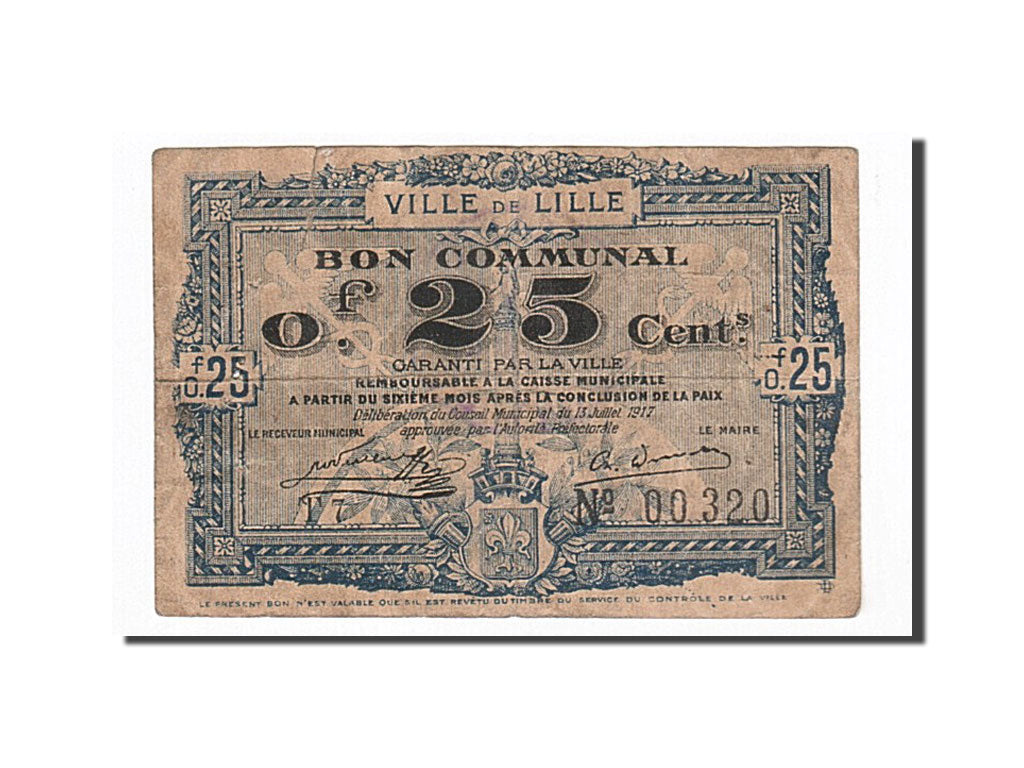 VILLE DE LILLE
BON COMMUNAL
0.f 25 Cent.s
GARANTI PAR LA VILLE
f 0.25
f 0.25
REMBOURSABLE A LA CAISSE MUNICIPALE
A PARTIR DU SIXIÈME MOIS APRÈS LA CONCLUSION DE LA PAIX
Délibération du Conseil Municipal du 13 Juillet 1917
LE RECEVEUR MUNICIPAL approuvée par l'Autorité Préfectorale LE MAIRE
T 7 Nº 00,320
LE PRÉSENT BON N'EST VALABLE QUE S'IL EST REVÊTU DU TIMBRE DU SERVICE DU CONTRÔLE DE LA VILLE